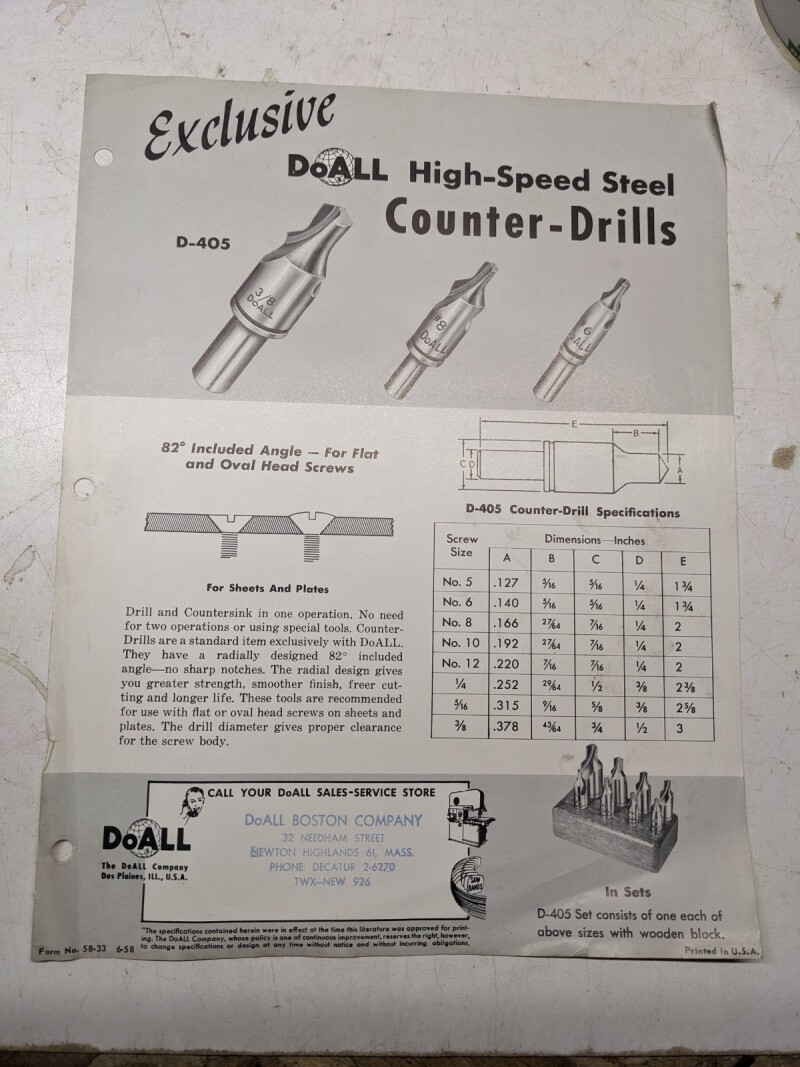 Exclusive
DoALL High-Speed Steel
Counter-Drills
D-405
3/8
DoALL
#8
DoALL
6
DoALL
82° Included Angle — For Flat
and Oval Head Screws
E
B
C D
A
D-405 Counter-Drill Specifications
For Sheets And Plates
Drill and Countersink in one operation. No need
for two operations or using special tools. Counter-
Drills are a standard item exclusively with DoALL.
They have a radially designed 82° included
angle—no sharp notches. The radial design gives
you greater strength, smoother finish, freer cut-
ting and longer life. These tools are recommended
for use with flat or oval head screws on sheets and
plates. The drill diameter gives proper clearance
for the screw body.
Screw Size Dimensions—Inches
A B C D E
No. 5 .127 5/16 5/16 1/4 1 3/4
No. 6 .140 5/16 5/16 1/4 1 3/4
No. 8 .166 27/64 7/16 1/4 2
No. 10 .192 27/64 7/16 1/4 2
No. 12 .220 7/16 7/16 1/4 2
1/4 .252 29/64 1/2 3/8 2 3/8
5/16 .315 9/16 5/8 3/8 2 5/8
3/8 .378 43/64 3/4 1/2 3
CALL YOUR DoALL SALES-SERVICE STORE
DoALL BOSTON COMPANY
32 NEEDHAM STREET
NEWTON HIGHLANDS 61, MASS.
PHONE: DECATUR 2-6270
TWX—NEW 926
SAW
BANDS
DoALL
The DoALL Company
Des Plaines, ILL., U.S.A.
In Sets
D-405 Set consists of one each of
above sizes with wooden block.
"The specifications contained herein were in effect at the time this literature was approved for print-
ing. The DoALL Company, whose policy is one of continuous improvement, reserves the right, however,
to change specifications or design at any time without notice and without incurring obligations.
Form No. 58-33 6-58
Printed in U.S.A.